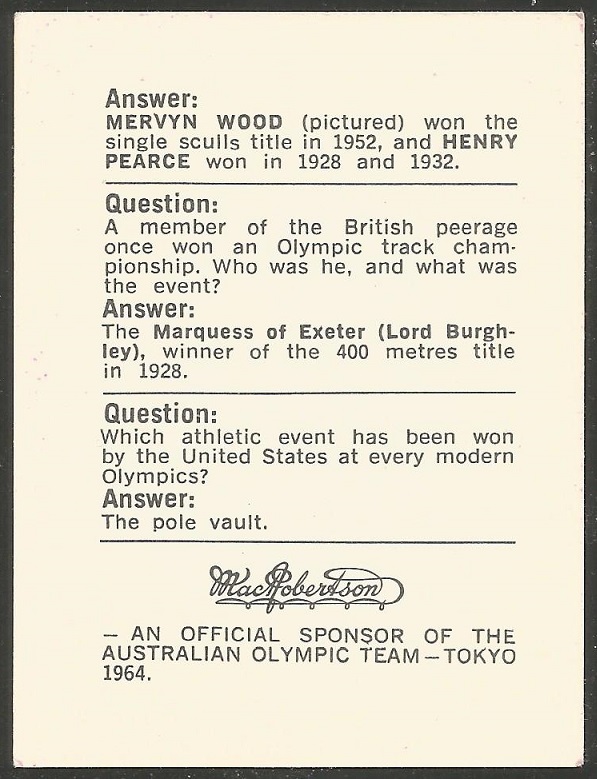 Answer:
MERVYN WOOD (pictured) won the
single sculls title in 1952, and HENRY
PEARCE won in 1928 and 1932.
Question:
A member of the British peerage
once won an Olympic track cham-
pionship. Who was he, and what was
the event?
Answer:
The Marquess of Exeter (Lord Burgh-
ley), winner of the 400 metres title
in 1928.
Question:
Which athletic event has been won
by the United States at every modern
Olympics?
Answer:
The pole vault.
MacRobertson
— AN OFFICIAL SPONSOR OF THE
AUSTRALIAN OLYMPIC TEAM—TOKYO
1964.